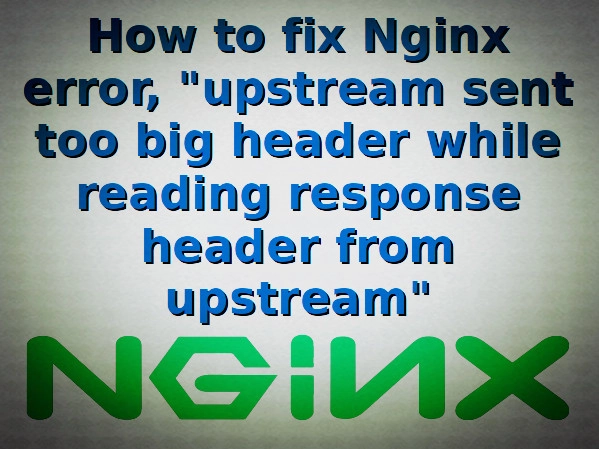 How to fix Nginx
error, "upstream sent
too big header while
reading response
header from
upstream"
NGiNX